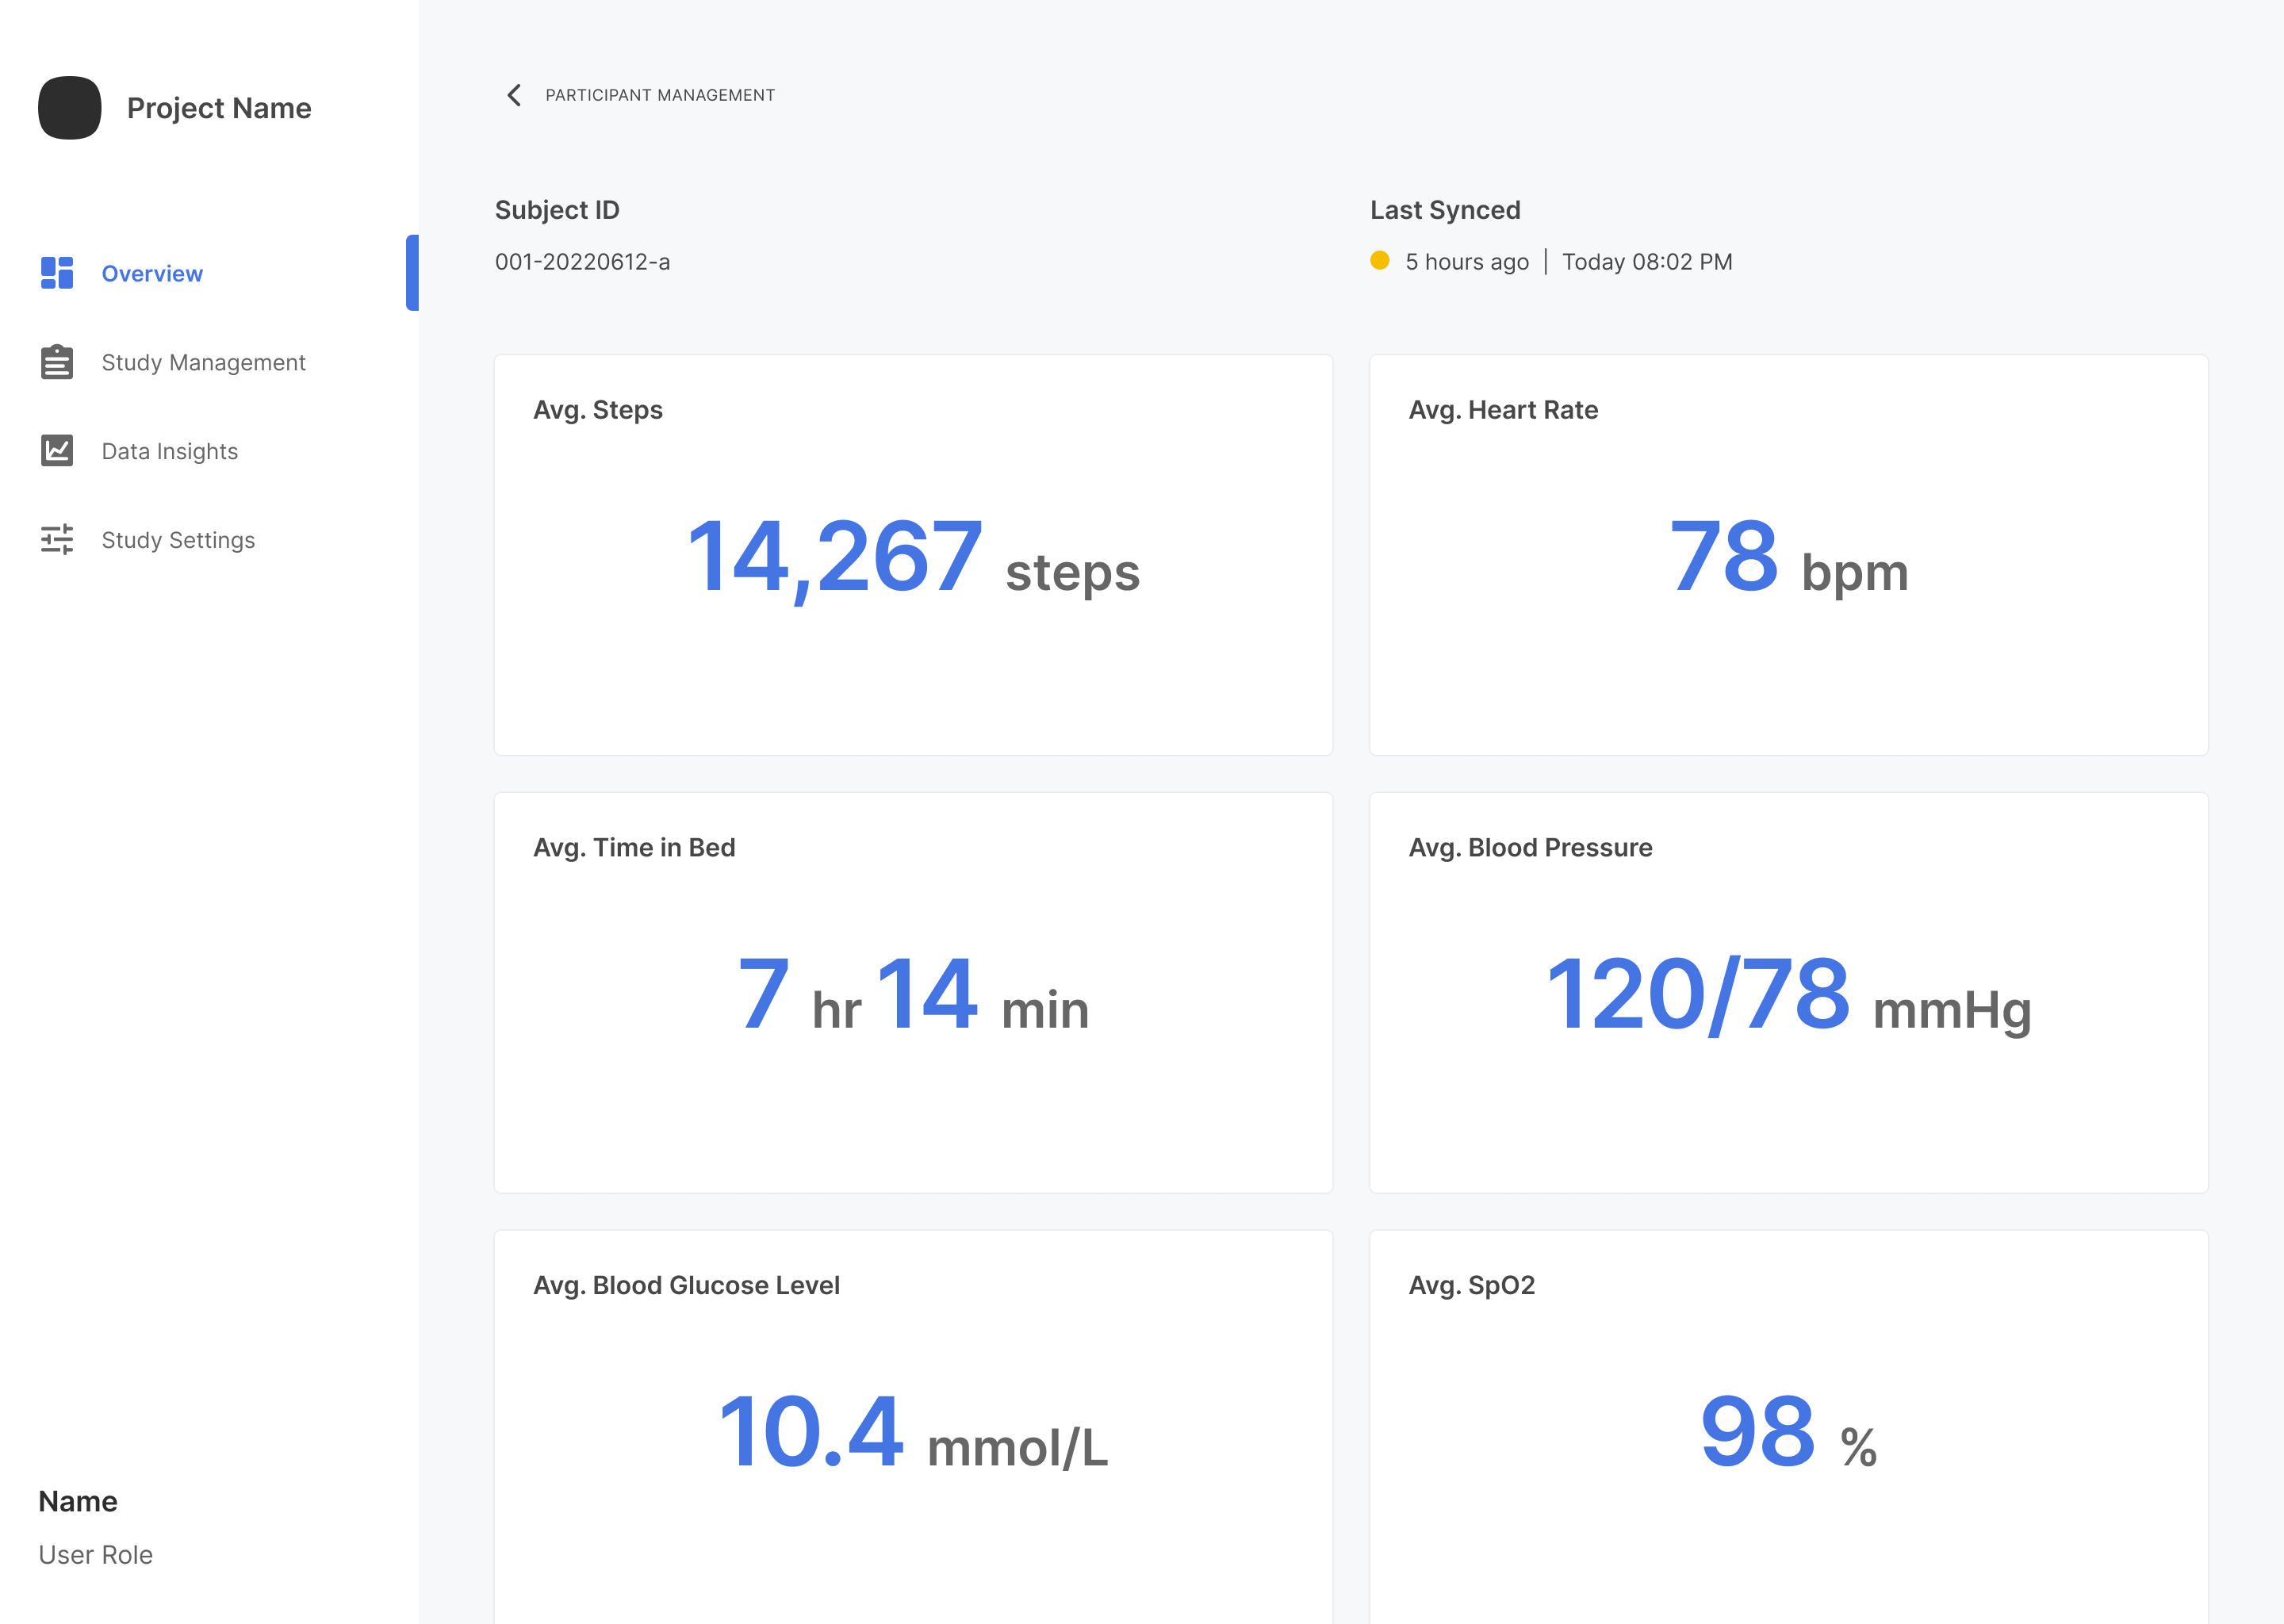 Project Name
Overview
Study Management
Data Insights
Study Settings
Name
User Role
PARTICIPANT MANAGEMENT
Subject ID
001-20220612-a
Last Synced
5 hours ago | Today 08:02 PM
Avg. Steps
14,267 steps
Avg. Heart Rate
78 bpm
Avg. Time in Bed
7 hr 14 min
Avg. Blood Pressure
120/78 mmHg
Avg. Blood Glucose Level
10.4 mmol/L
Avg. SpO2
98 %